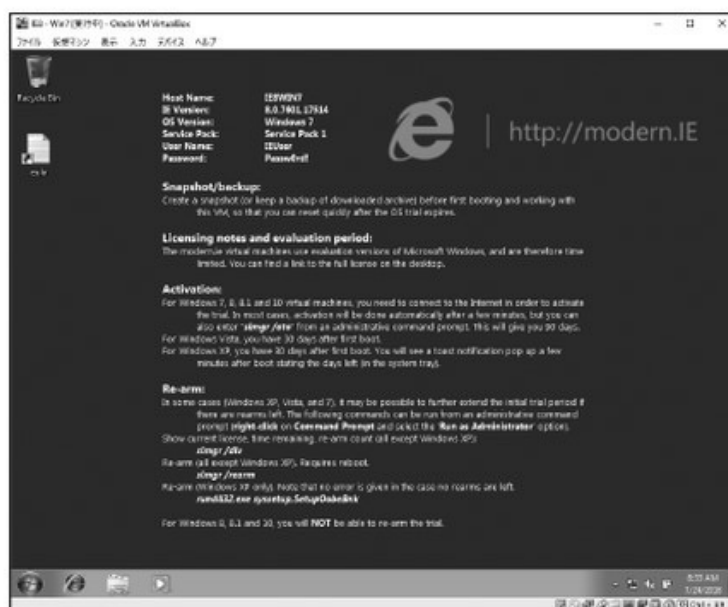 IE8 - Win7 [実行中] - Oracle VM VirtualBox
ファイル 仮想マシン 表示 入力 デバイス ヘルプ
Recycle Bin
Host Name: IE8WIN7
IE Version: 8.0.7601.17514
OS Version: Windows 7
Service Pack: Service Pack 1
User Name: IEUser
Password: Passw0rd!
http://modern.IE
Snapshot/backup:
Create a snapshot (or keep a backup of downloaded archive) before first booting and working with
this VM, so that you can reset quickly after the OS trial expires.
Licensing notes and evaluation period:
The modern.ie virtual machines use evaluation versions of Microsoft Windows, and are therefore time
limited. You can find a link to the full license on the desktop.
Activation:
For Windows 7, 8, 8.1 and 10 virtual machines, you need to connect to the Internet in order to activate
the trial. In most cases, activation will be done automatically after a few minutes, but you can
also enter "slmgr /ato" from an administrative command prompt. This will give you 90 days.
For Windows Vista, you have 30 days after first boot.
For Windows XP, you have 30 days after first boot. You will see a toast notification pop up a few
minutes after boot stating the days left (in the system tray).
Re-arm:
In some cases (Windows XP, Vista, and 7), it may be possible to further extend the initial trial period if
there are rearms left. The following commands can be run from an administrative command
prompt (right-click on Command Prompt and select the 'Run as Administrator' option).
Show current license, time remaining, re-arm count (all except Windows XP):
slmgr /dlv
Re-arm (all except Windows XP). Requires reboot.
slmgr /rearm
Re-arm (Windows XP only). Note that no error is given in the case no rearms are left.
rundll32.exe syssetup,SetupOobeBnk
For Windows 8, 8.1 and 10, you will NOT be able to re-arm the trial.